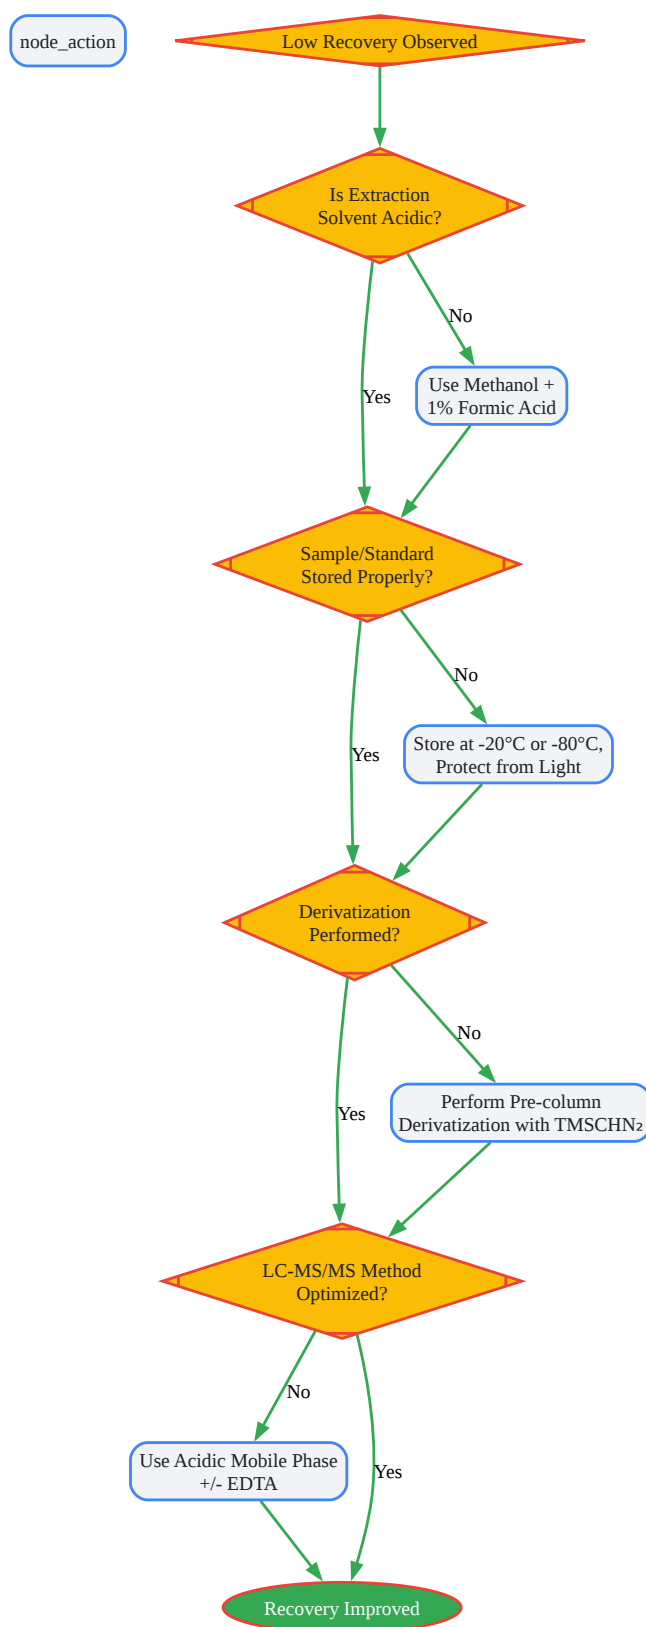 node_action
Low Recovery Observed
Is Extraction
Solvent Acidic?
No
Yes
Use Methanol +
1% Formic Acid
Sample/Standard
Stored Properly?
No
Yes
Store at -20°C or -80°C,
Protect from Light
Derivatization
Performed?
No
Yes
Perform Pre-column
Derivatization with TMSCHN₂
LC-MS/MS Method
Optimized?
No
Yes
Use Acidic Mobile Phase
+/- EDTA
Recovery Improved